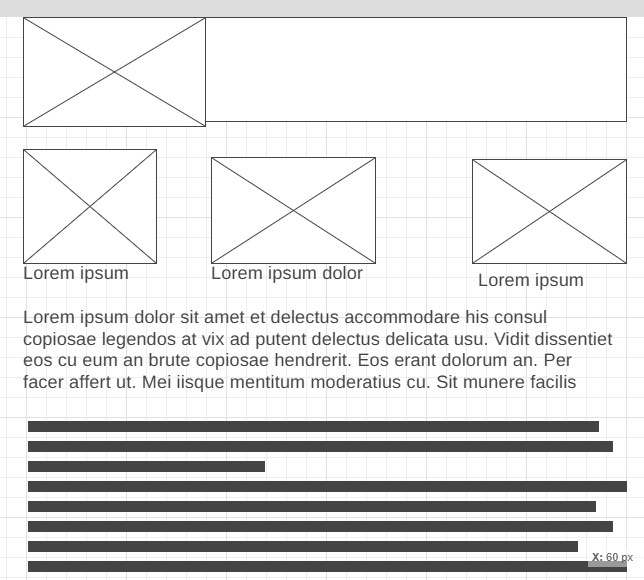 Lorem ipsum
Lorem ipsum dolor
Lorem ipsum
Lorem ipsum dolor sit amet et delectus accommodare his consul
copiosae legendos at vix ad putent delectus delicata usu. Vidit dissentiet
eos cu eum an brute copiosae hendrerit. Eos erant dolorum an. Per
facer affert ut. Mei iisque mentitum moderatius cu. Sit munere facilis
X: 60 px